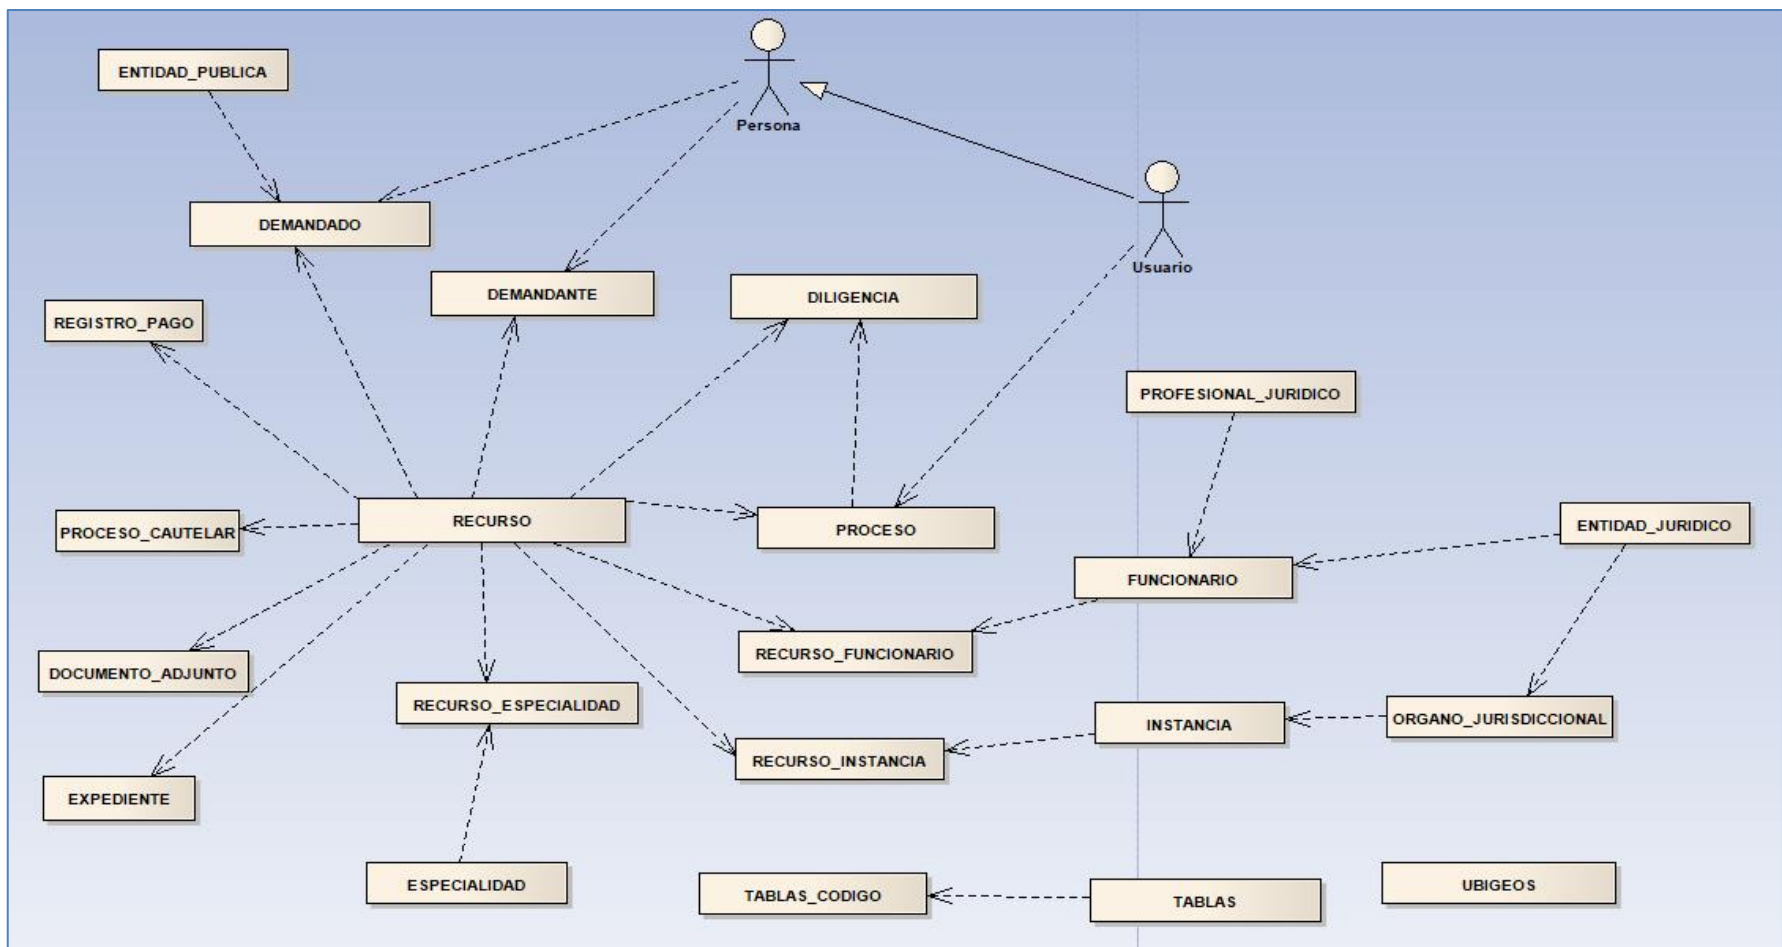 ENTIDAD_PUBLICA
Persona
DEMANDADO
Usuario
DEMANDANTE
DILIGENCIA
REGISTRO_PAGO
PROFESIONAL_JURIDICO
RECURSO
PROCESO_CAUTELAR
PROCESO
ENTIDAD_JURIDICO
FUNCIONARIO
RECURSO_FUNCIONARIO
DOCUMENTO_ADJUNTO
RECURSO_ESPECIALIDAD
INSTANCIA
ORGANO_JURISDICCIONAL
RECURSO_INSTANCIA
EXPEDIENTE
ESPECIALIDAD
TABLAS_CODIGO
TABLAS
UBIGEOS